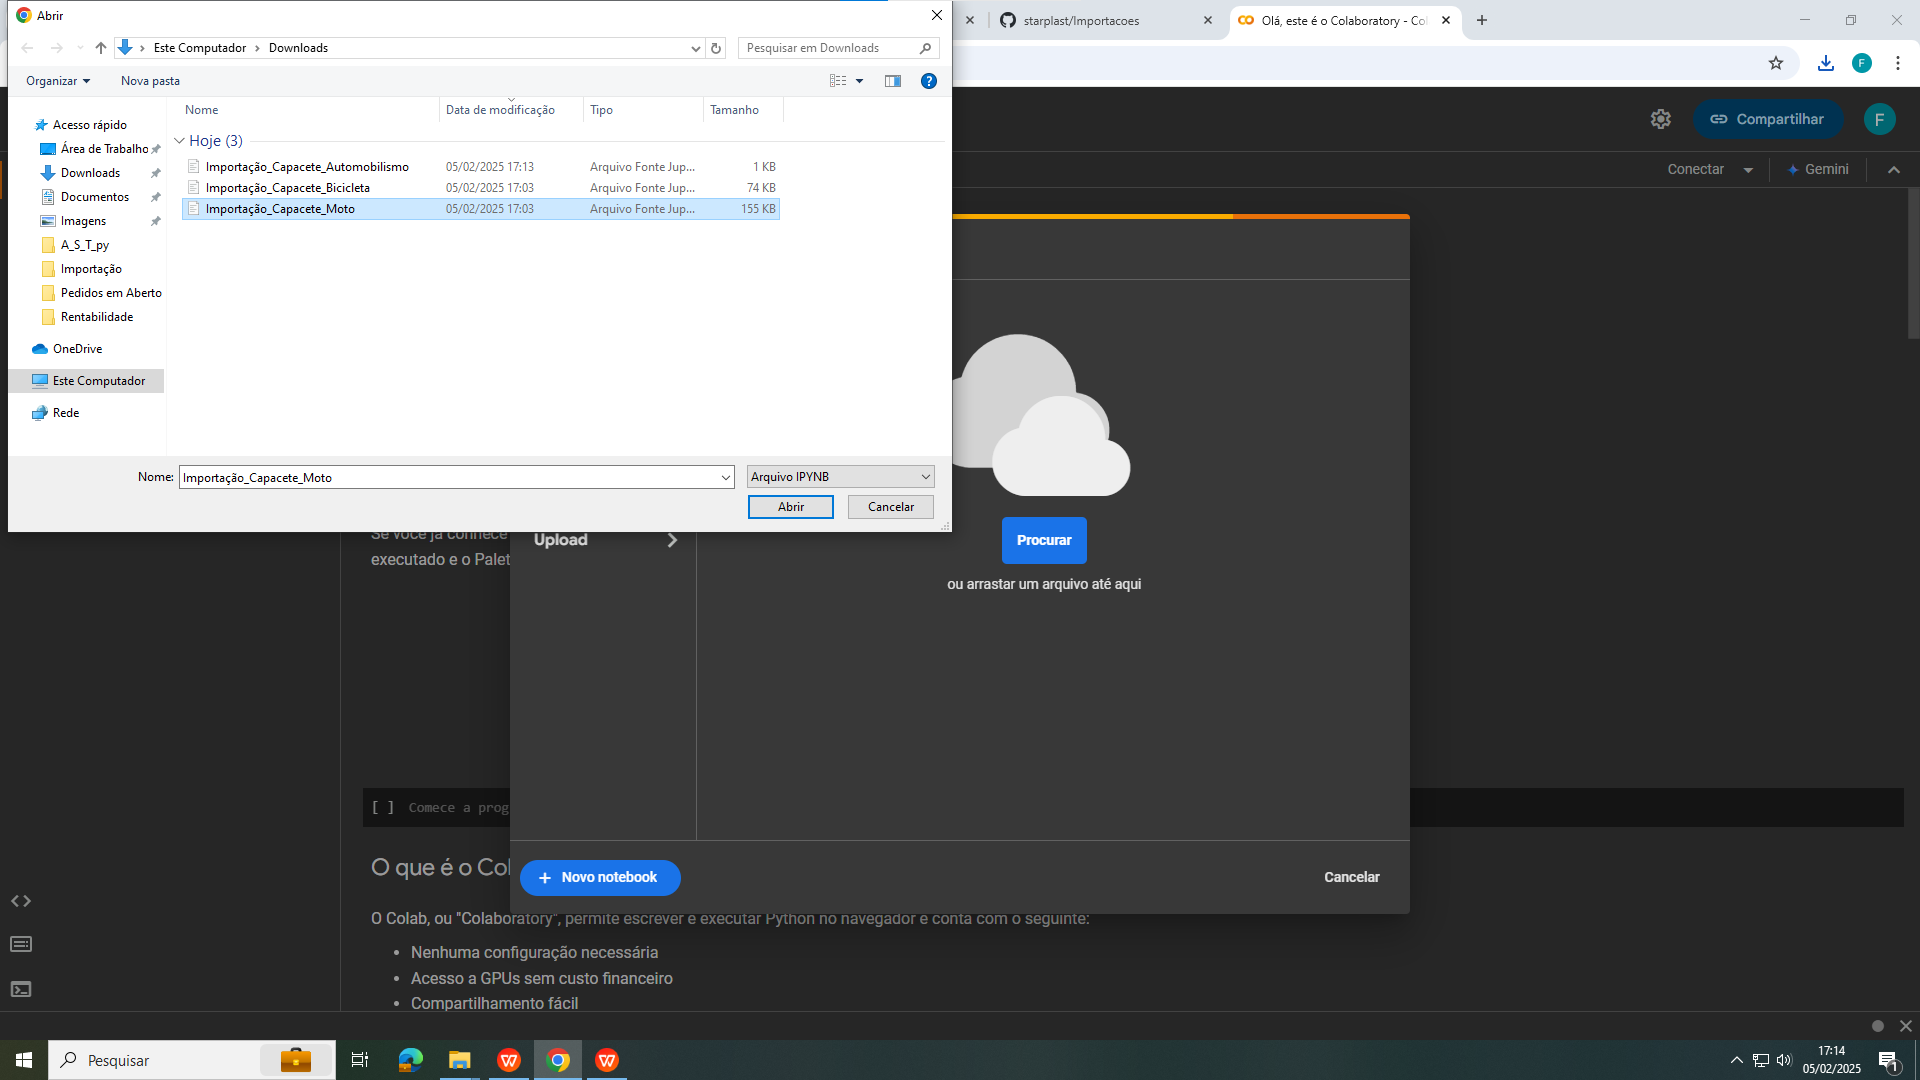 Abrir
starplast/Importacoes
Olá, este é o Colaboratory - Col
Este Computador
Downloads
Pesquisar em Downloads
Organizar
Nova pasta
Nome
Data de modificação
Tipo
Tamanho
Hoje (3)
Importação_Capacete_Automobilismo 05/02/2025 17:13 Arquivo Fonte Jup... 1 KB
Importação_Capacete_Bicicleta 05/02/2025 17:03 Arquivo Fonte Jup... 74 KB
Importação_Capacete_Moto 05/02/2025 17:03 Arquivo Fonte Jup... 155 KB
Acesso rápido
Área de Trabalho
Downloads
Documentos
Imagens
A_S_T_py
Importação
Pedidos em Aberto
Rentabilidade
OneDrive
Este Computador
Rede
Nome:
Importação_Capacete_Moto
Arquivo IPYNB
Abrir
Cancelar
F
Compartilhar
F
Conectar
Gemini
Se você já conhece
executado e o Palet
Upload
Procurar
ou arrastar um arquivo até aqui
[ ] Comece a prog
Novo notebook
Cancelar
O que é o Col
O Colab, ou "Colaboratory", permite escrever e executar Python no navegador e conta com o seguinte:
• Nenhuma configuração necessária
• Acesso a GPUs sem custo financeiro
• Compartilhamento fácil
Pesquisar
17:14
05/02/2025
1